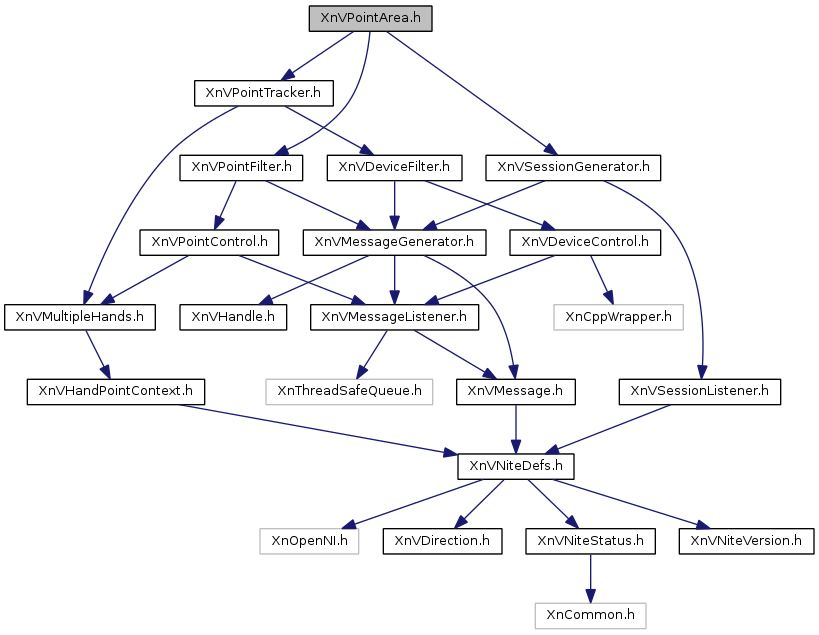 XnVPointArea.h
XnVPointTracker.h
XnVPointFilter.h
XnVDeviceFilter.h
XnVSessionGenerator.h
XnVPointControl.h
XnVMessageGenerator.h
XnVDeviceControl.h
XnVMultipleHands.h
XnVHandle.h
XnVMessageListener.h
XnCppWrapper.h
XnVHandPointContext.h
XnThreadSafeQueue.h
XnVMessage.h
XnVSessionListener.h
XnVNiteDefs.h
XnOpenNI.h
XnVDirection.h
XnVNiteStatus.h
XnVNiteVersion.h
XnCommon.h